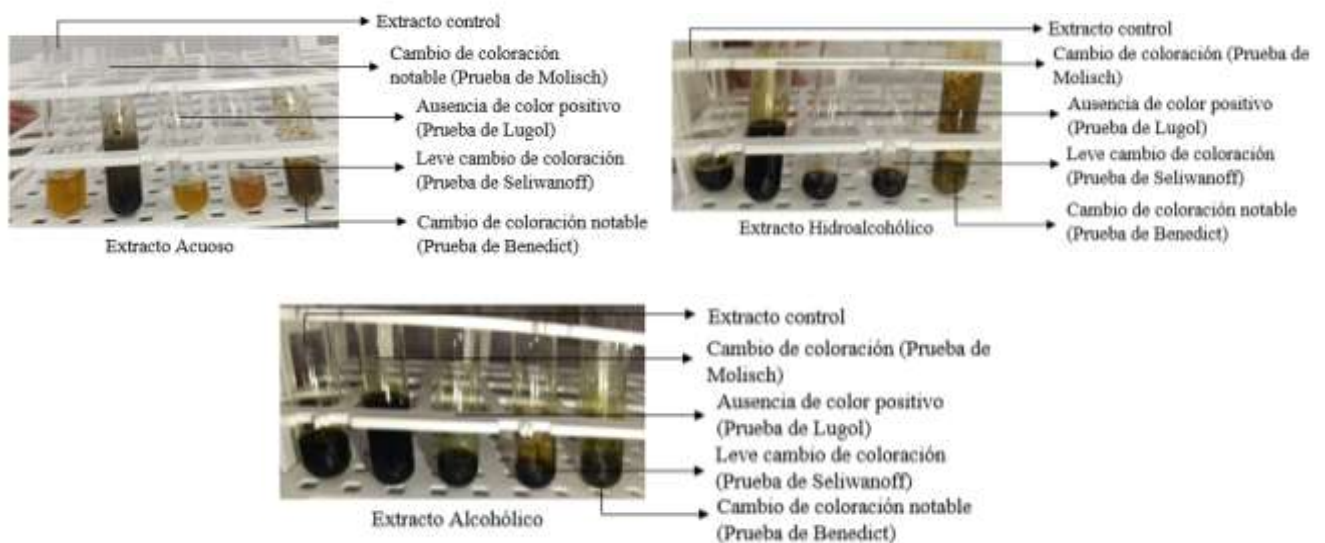 Extracto control
Cambio de coloración
notable (Prueba de Molisch)
Ausencia de color positivo
(Prueba de Lugol)
Leve cambio de coloración
(Prueba de Seliwanoff)
Cambio de coloración notable
(Prueba de Benedict)
Extracto Acuoso
Extracto control
Cambio de coloración (Prueba de
Molisch)
Ausencia de color positivo
(Prueba de Lugol)
Leve cambio de coloración
(Prueba de Seliwanoff)
Cambio de coloración notable
(Prueba de Benedict)
Extracto Hidroalcohólico
Extracto control
Cambio de coloración (Prueba de
Molisch)
Ausencia de color positivo
(Prueba de Lugol)
Leve cambio de coloración
(Prueba de Seliwanoff)
Cambio de coloración notable
(Prueba de Benedict)
Extracto Alcohólico